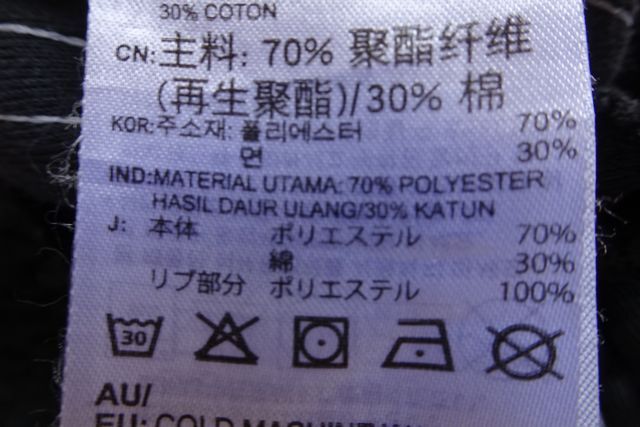 30% COTON
CN:主料: 70% 聚酯纤维
(再生聚酯)/30% 棉
KOR:주소재: 폴리에스터 70%
면 30%
IND:MATERIAL UTAMA: 70% POLYESTER
HASIL DAUR ULANG/30% KATUN
J: 本体 ポリエステル 70%
綿 30%
リブ部分 ポリエステル 100%
30
AU/
EU: COLD MACHINE